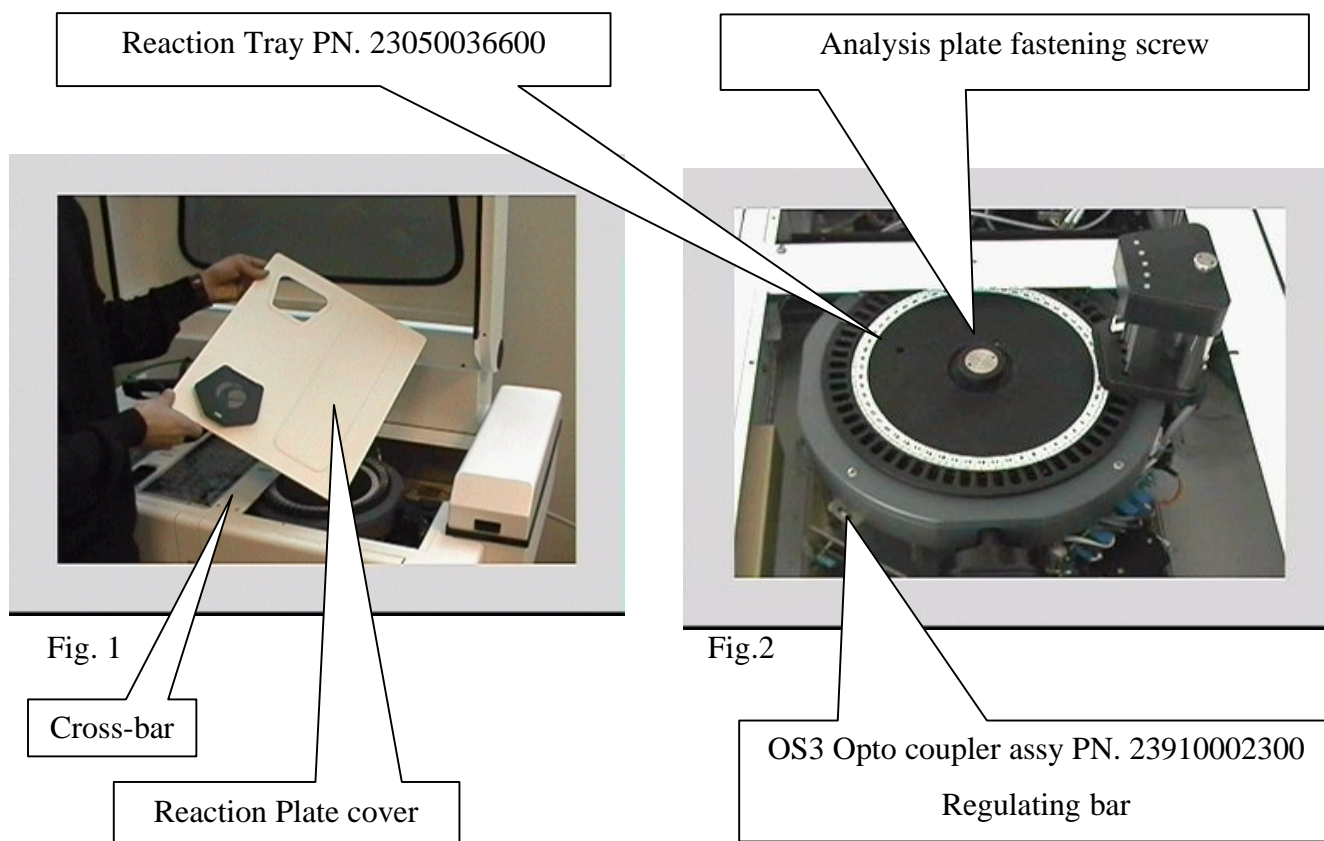 Reaction Tray PN. 23050036600
Analysis plate fastening screw
Fig. 1
Fig.2
Cross-bar
Reaction Plate cover
OS3 Opto coupler assy PN. 23910002300
Regulating bar